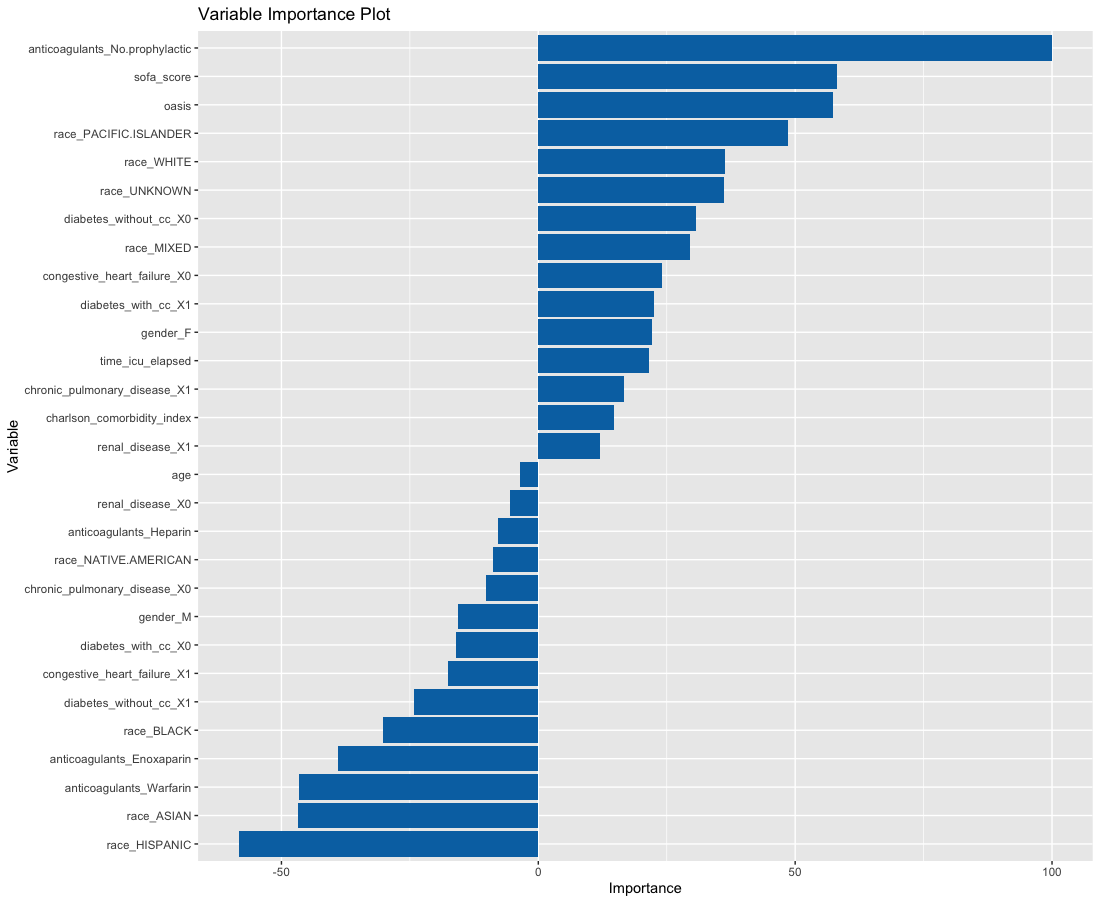 Variable Importance Plot
anticoagulants_No.prophylactic
sofa_score
oasis
race_PACIFIC.ISLANDER
race_WHITE
race_UNKNOWN
diabetes_without_cc_X0
race_MIXED
congestive_heart_failure_X0
diabetes_with_cc_X1
gender_F
time_icu_elapsed
chronic_pulmonary_disease_X1
charlson_comorbidity_index
renal_disease_X1
age
renal_disease_X0
anticoagulants_Heparin
race_NATIVE.AMERICAN
chronic_pulmonary_disease_X0
gender_M
diabetes_with_cc_X0
congestive_heart_failure_X1
diabetes_without_cc_X1
race_BLACK
anticoagulants_Enoxaparin
anticoagulants_Warfarin
race_ASIAN
race_HISPANIC
Variable
-50 0 50 100
Importance